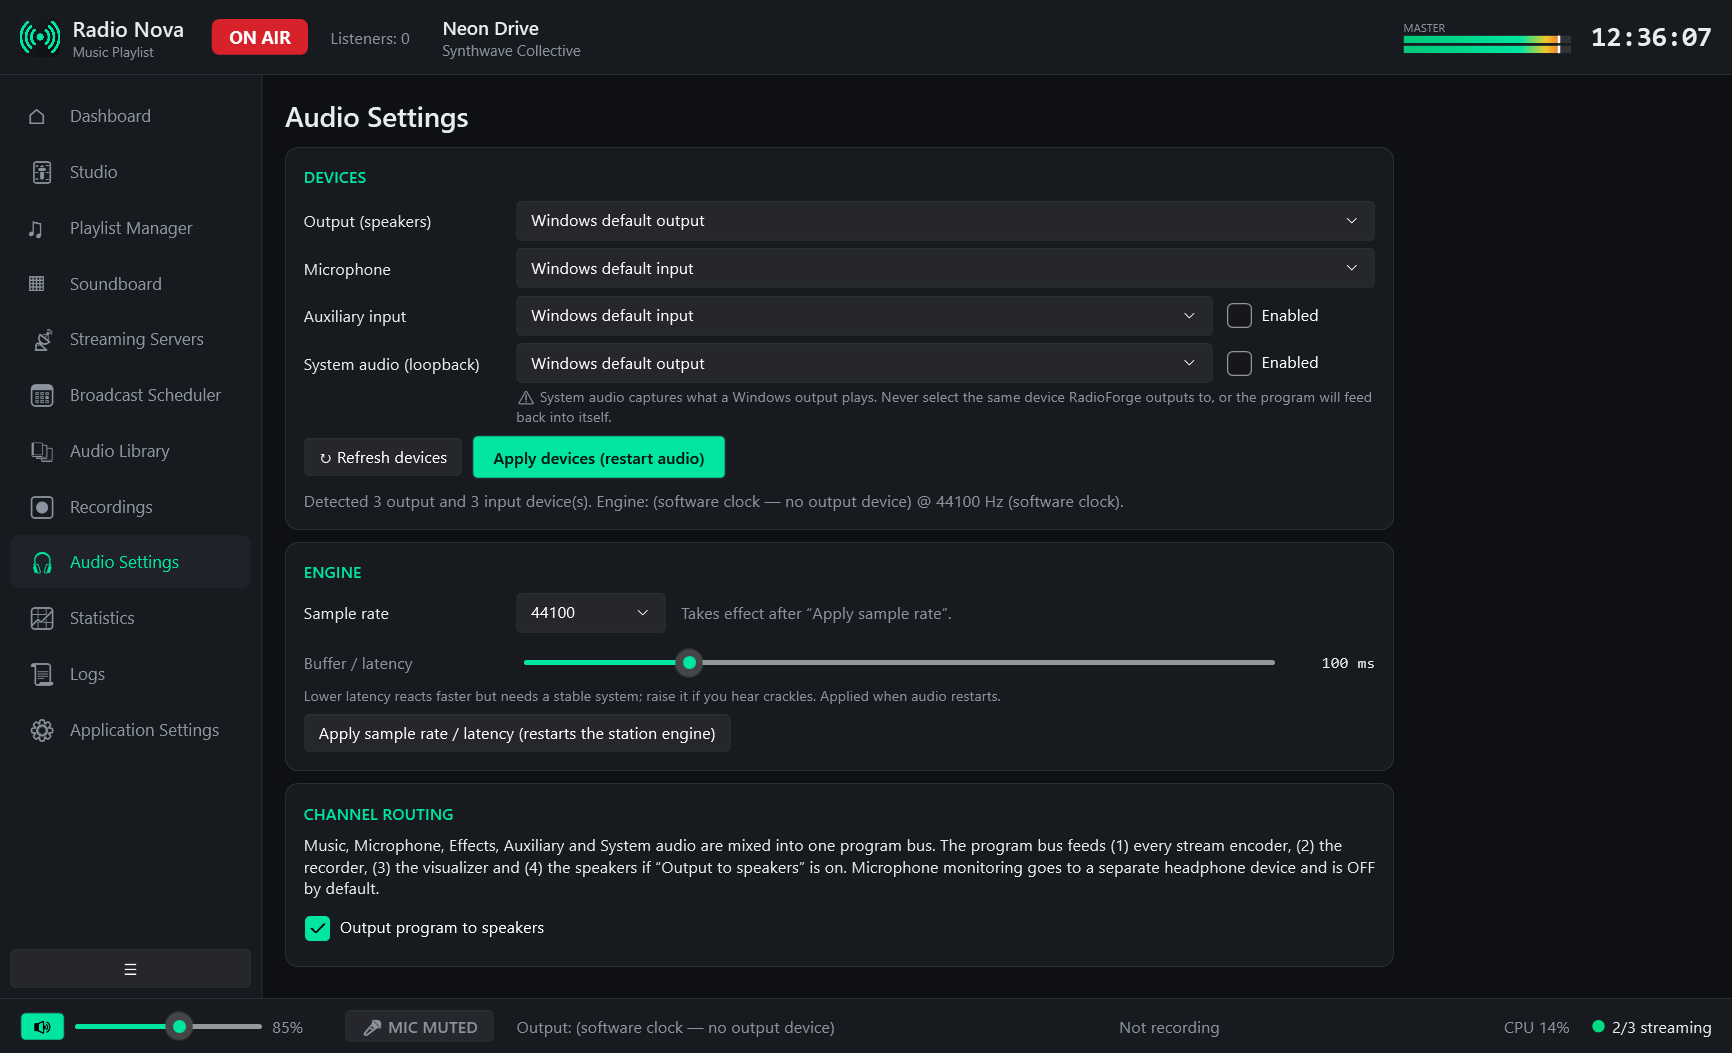 Radio Nova
Music Playlist
ON AIR
Listeners: 0
Neon Drive
Synthwave Collective
MASTER
12:36:07
Dashboard
Studio
Playlist Manager
Soundboard
Streaming Servers
Broadcast Scheduler
Audio Library
Recordings
Audio Settings
Statistics
Logs
Application Settings
Audio Settings
DEVICES
Output (speakers)
Windows default output
Microphone
Windows default input
Auxiliary input
Windows default input
Enabled
System audio (loopback)
Windows default output
Enabled
⚠ System audio captures what a Windows output plays. Never select the same device RadioForge outputs to, or the program will feed
back into itself.
↻ Refresh devices
Apply devices (restart audio)
Detected 3 output and 3 input device(s). Engine: (software clock — no output device) @ 44100 Hz (software clock).
ENGINE
Sample rate
44100
Takes effect after “Apply sample rate”.
Buffer / latency
100 ms
Lower latency reacts faster but needs a stable system; raise it if you hear crackles. Applied when audio restarts.
Apply sample rate / latency (restarts the station engine)
CHANNEL ROUTING
Music, Microphone, Effects, Auxiliary and System audio are mixed into one program bus. The program bus feeds (1) every stream encoder, (2) the
recorder, (3) the visualizer and (4) the speakers if “Output to speakers” is on. Microphone monitoring goes to a separate headphone device and is OFF
by default.
Output program to speakers
85%
MIC MUTED
Output: (software clock — no output device)
Not recording
CPU 14%
2/3 streaming